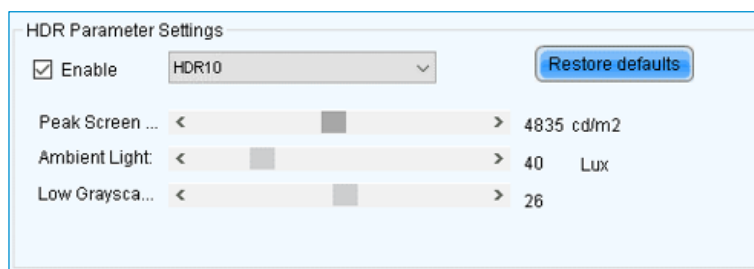 HDR Parameter Settings
Enable HDR10 Restore defaults
Peak Screen ... 4835 cd/m2
Ambient Light: 40 Lux
Low Graysca... 26